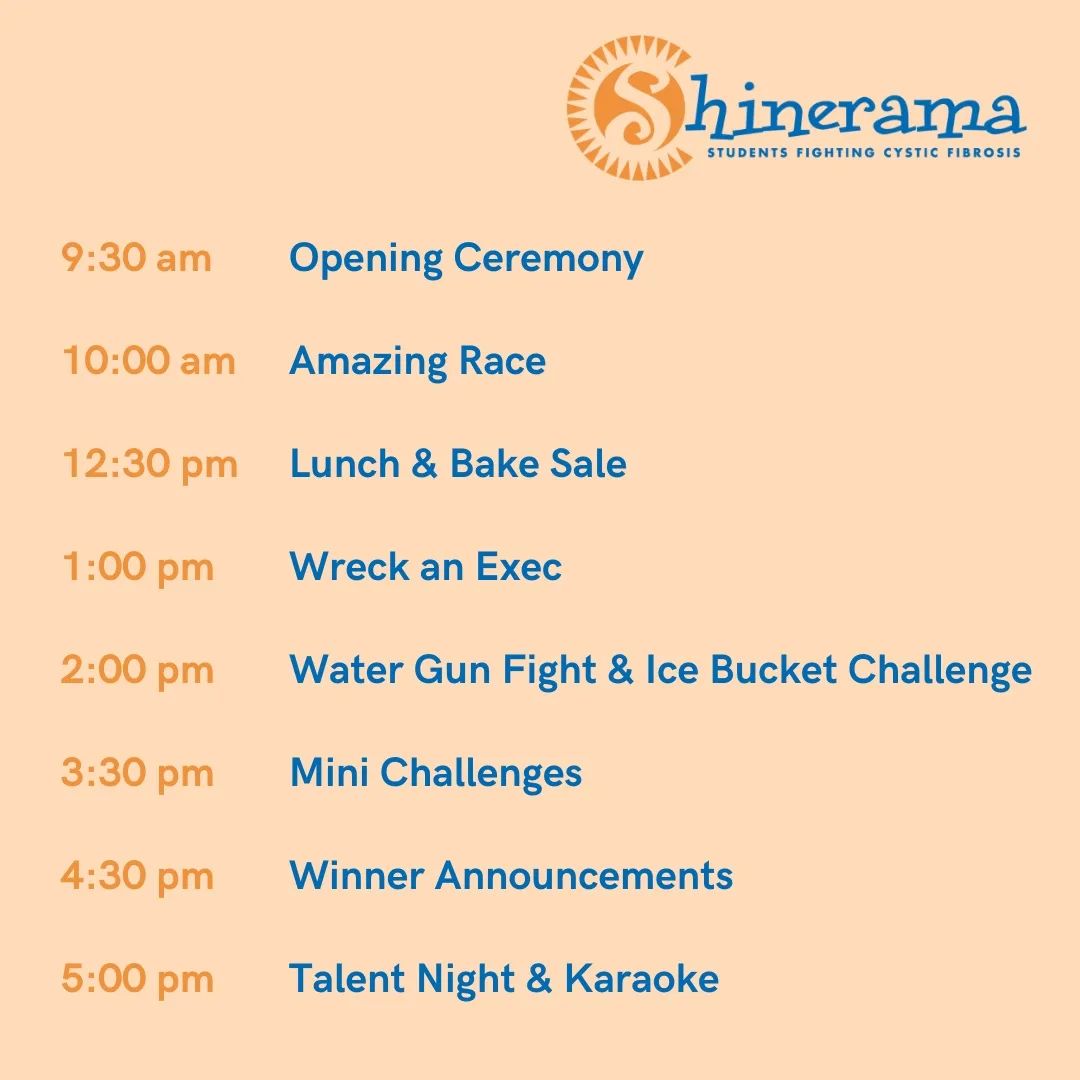 Shinerama
STUDENTS FIGHTING CYSTIC FIBROSIS
9:30 am Opening Ceremony
10:00 am Amazing Race
12:30 pm Lunch & Bake Sale
1:00 pm Wreck an Exec
2:00 pm Water Gun Fight & Ice Bucket Challenge
3:30 pm Mini Challenges
4:30 pm Winner Announcements
5:00 pm Talent Night & Karaoke